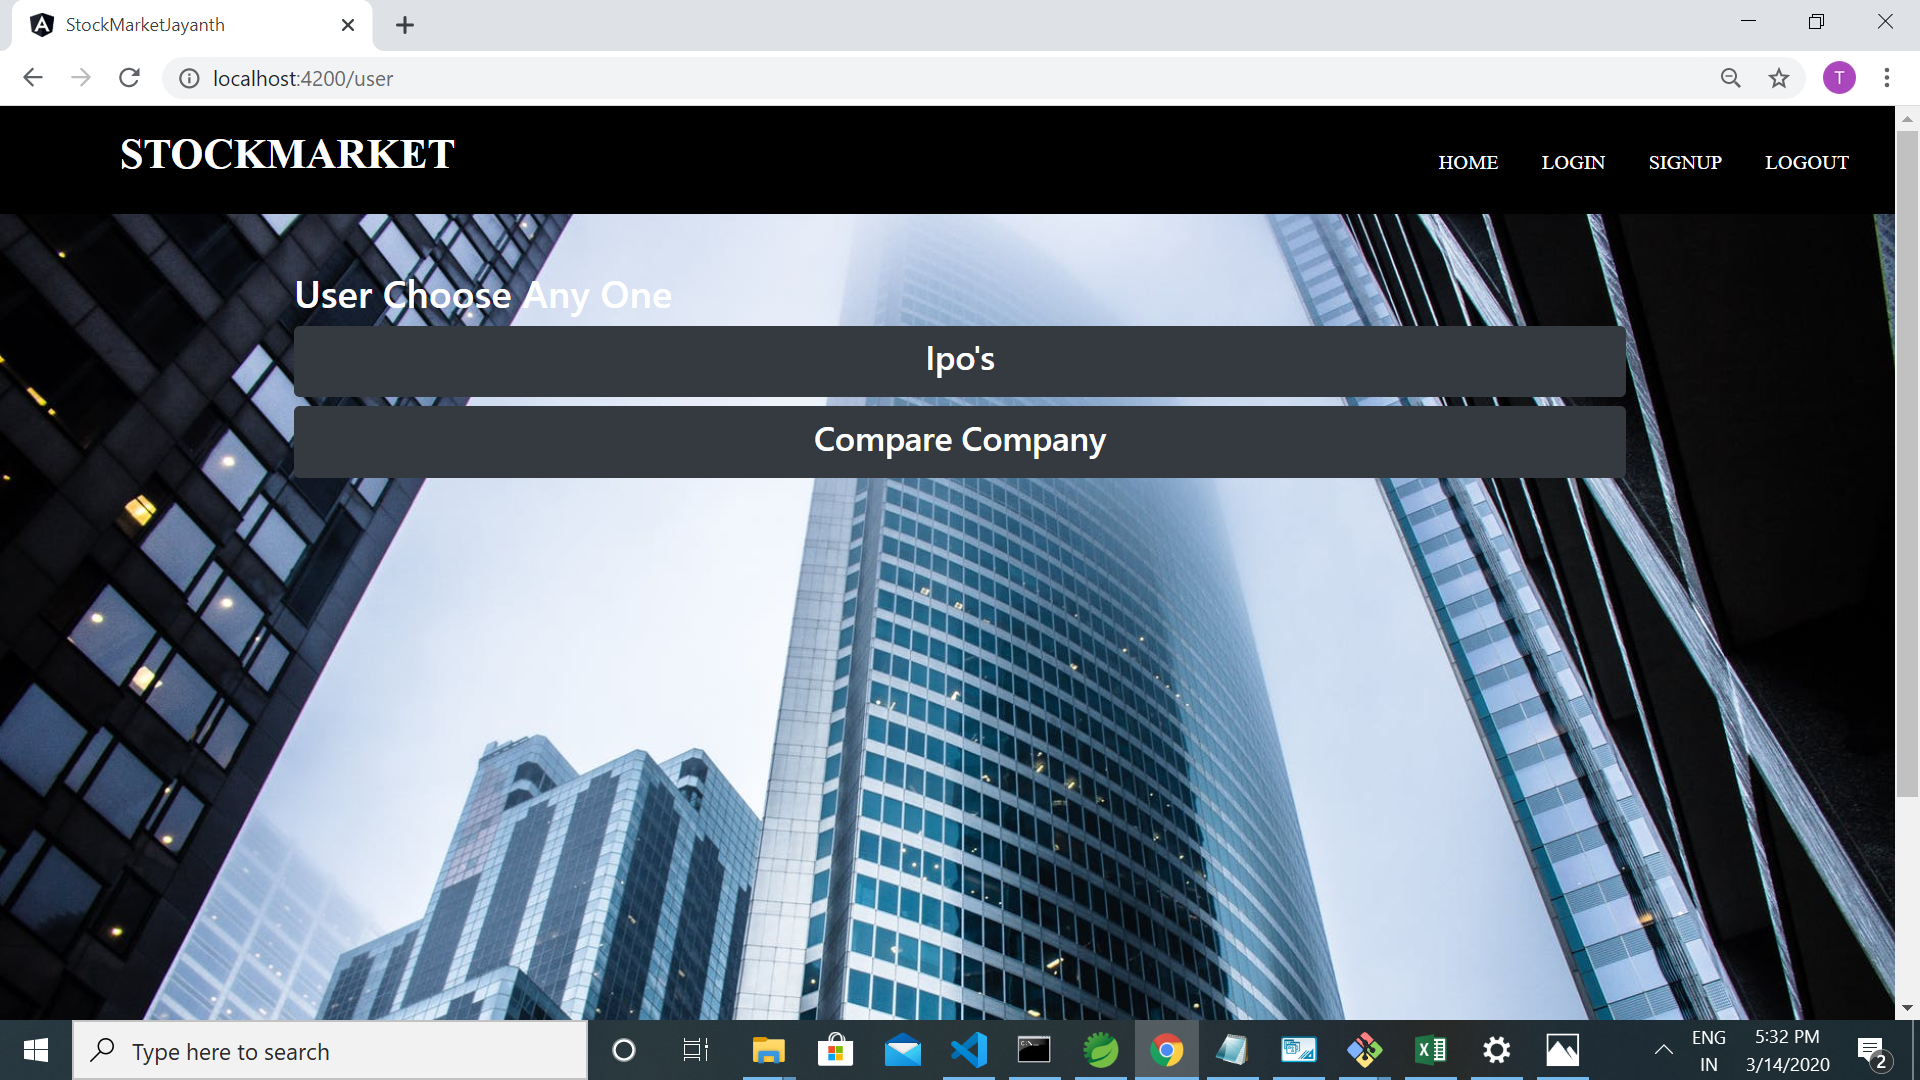 StockMarketJayanth
localhost:4200/user
T
STOCKMARKET
HOME LOGIN SIGNUP LOGOUT
User Choose Any One
Ipo's
Compare Company
Type here to search
ENG
IN
5:32 PM
3/14/2020
2